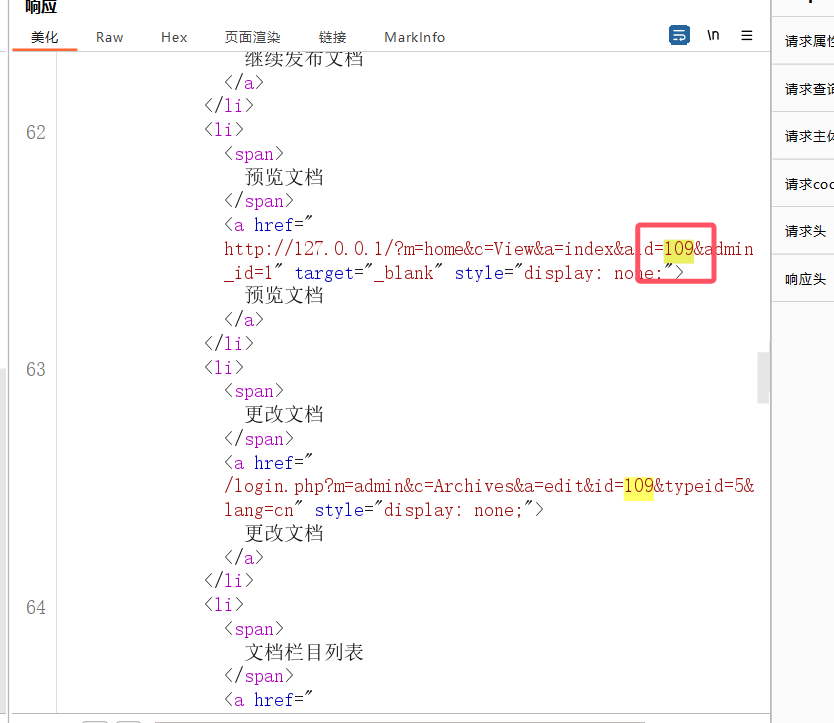 响应
美化 Raw Hex 页面渲染 链接 MarkInfo \n
继续发布文档
</a>
</li>
62 <li>
<span>
预览文档
</span>
<a href="
http://127.0.0.1/?m=home&c=View&a=index&aid=109&admin
_id=1" target="_blank" style="display: none;">
预览文档
</a>
</li>
63 <li>
<span>
更改文档
</span>
<a href="
/login.php?m=admin&c=Archives&a=edit&id=109&typeid=5&
lang=cn" style="display: none;">
更改文档
</a>
</li>
64 <li>
<span>
文档栏目列表
</span>
<a href="
请求属性
请求查询
请求主体
请求coo
请求头
响应头